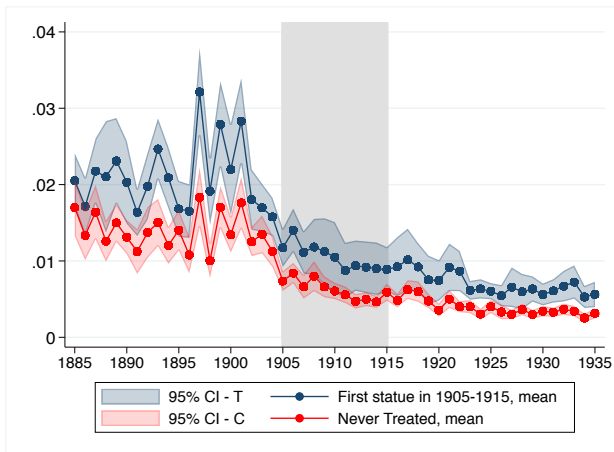 .04
.03
.02
.01
0
1885 1890 1895 1900 1905 1910 1915 1920 1925 1930 1935
95% CI - T First statue in 1905-1915, mean
95% CI - C Never Treated, mean